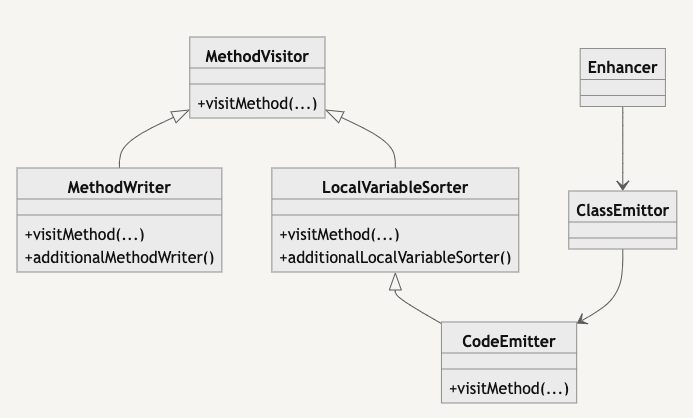 MethodVisitor
+visitMethod(...)
Enhancer
MethodWriter
+visitMethod(...)
+additionalMethodWriter()
LocalVariableSorter
+visitMethod(...)
+additionalLocalVariableSorter()
ClassEmittor
CodeEmitter
+visitMethod(...)